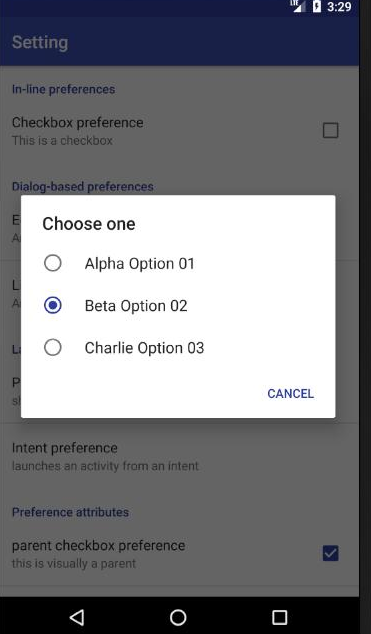 LTE 3:29
Setting
In-line preferences
Checkbox preference
This is a checkbox
Dialog-based preferences
Choose one
Alpha Option 01
Beta Option 02
Charlie Option 03
CANCEL
Intent preference
launches an activity from an intent
Preference attributes
parent checkbox preference
this is visually a parent